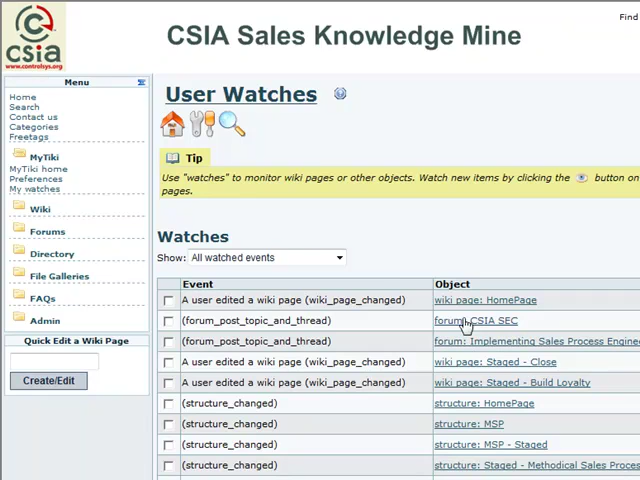 Find
csia
www.controlsys.org
CSIA Sales Knowledge Mine
Menu
Home
Search
Contact us
Categories
Freetags
MyTiki
MyTiki home
Preferences
My watches
Wiki
Forums
Directory
File Galleries
FAQs
Admin
Quick Edit a Wiki Page
Create/Edit
User Watches
Tip
Use "watches" to monitor wiki pages or other objects. Watch new items by clicking the button on
pages.
Watches
Show: All watched events
Event Object
A user edited a wiki page (wiki_page_changed) wiki page: HomePage
(forum_post_topic_and_thread) forum: CSIA SEC
(forum_post_topic_and_thread) forum: Implementing Sales Process Engine
A user edited a wiki page (wiki_page_changed) wiki page: Staged - Close
A user edited a wiki page (wiki_page_changed) wiki page: Staged - Build Loyalty
(structure_changed) structure: HomePage
(structure_changed) structure: MSP
(structure_changed) structure: MSP - Staged
(structure_changed) structure: Staged - Methodical Sales Proces